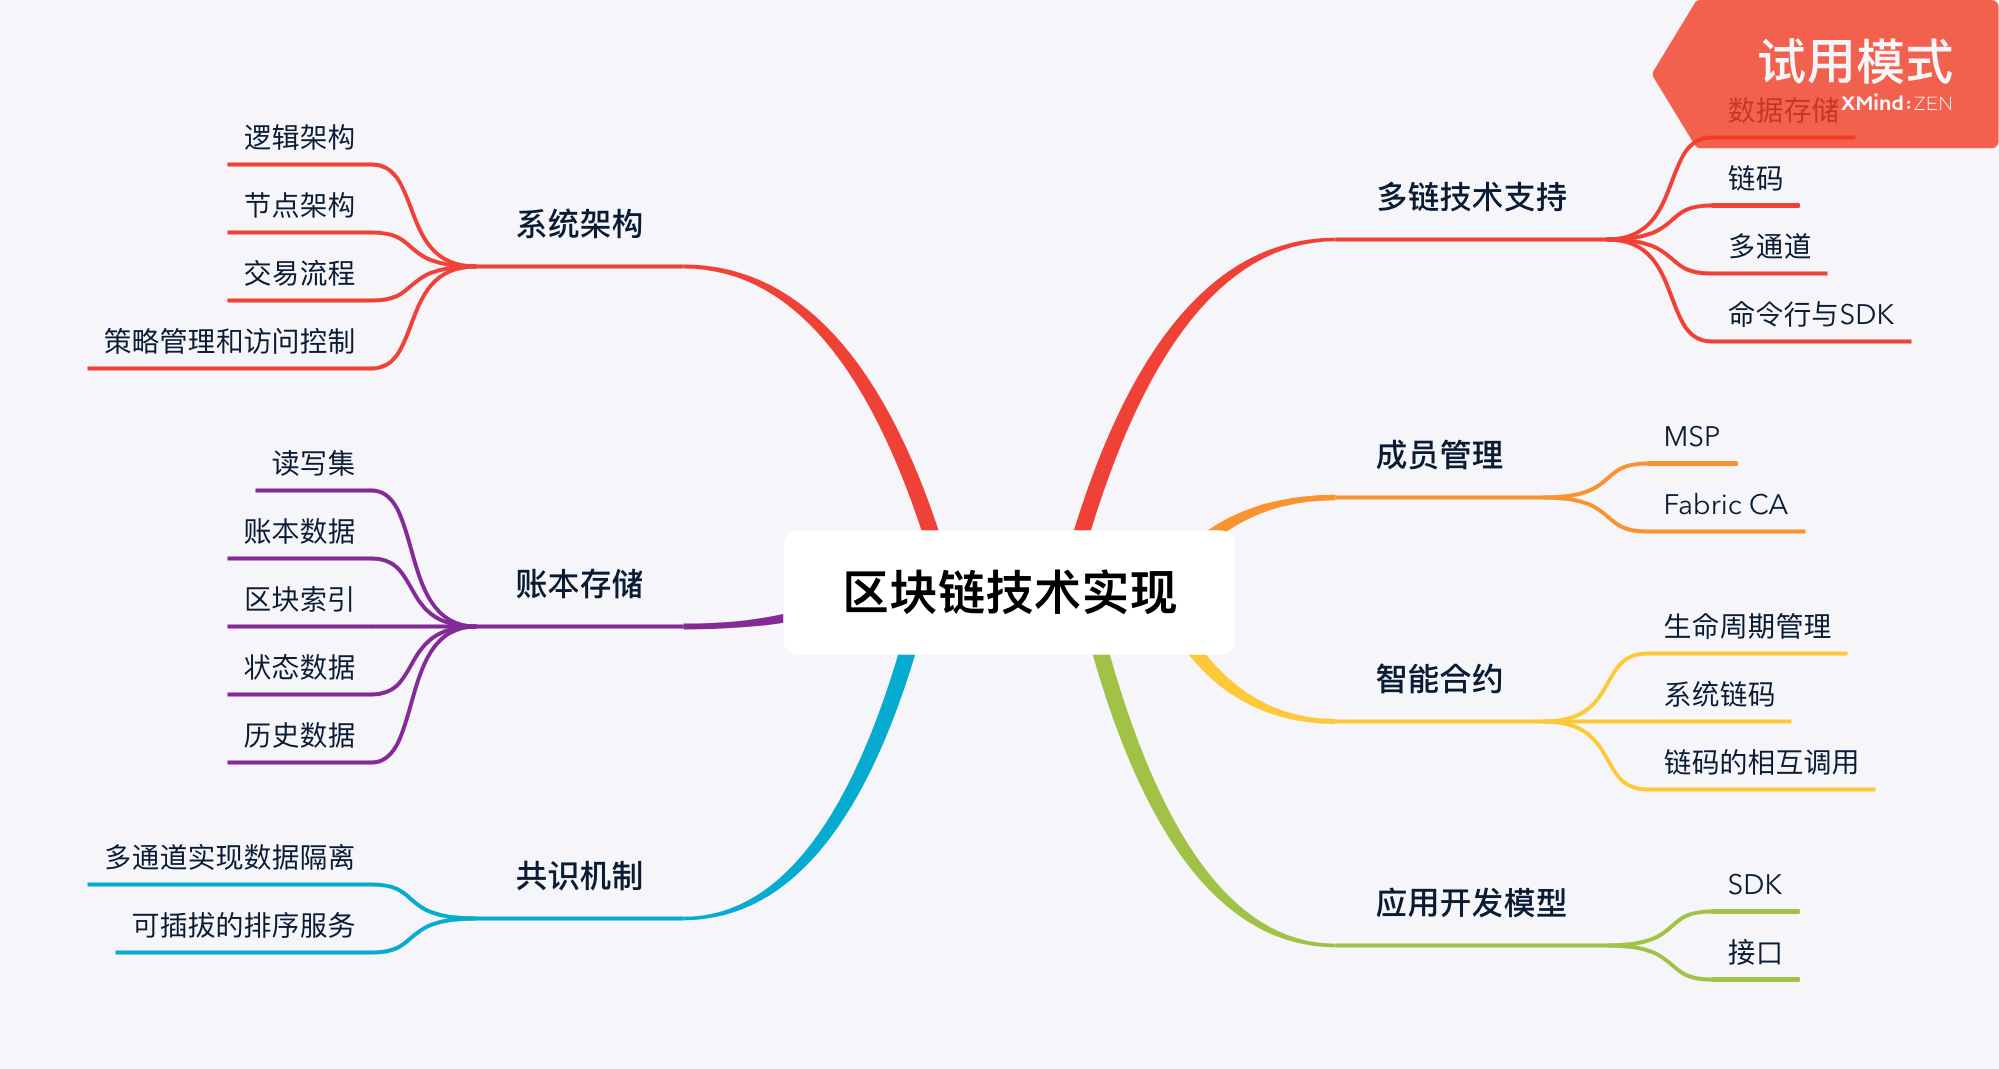 试用模式
XMind:ZEN
区块链技术实现
多链技术支持
数据存储
链码
多通道
命令行与SDK
成员管理
MSP
Fabric CA
智能合约
生命周期管理
系统链码
链码的相互调用
应用开发模型
SDK
接口
系统架构
逻辑架构
节点架构
交易流程
策略管理和访问控制
账本存储
读写集
账本数据
区块索引
状态数据
历史数据
共识机制
多通道实现数据隔离
可插拔的排序服务